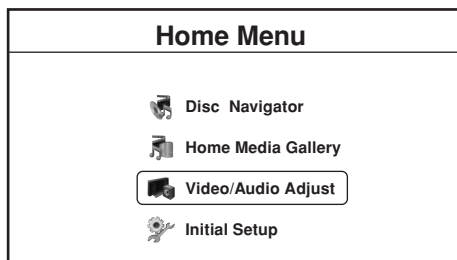 Home Menu
Disc Navigator
Home Media Gallery
Video/Audio Adjust
Initial Setup